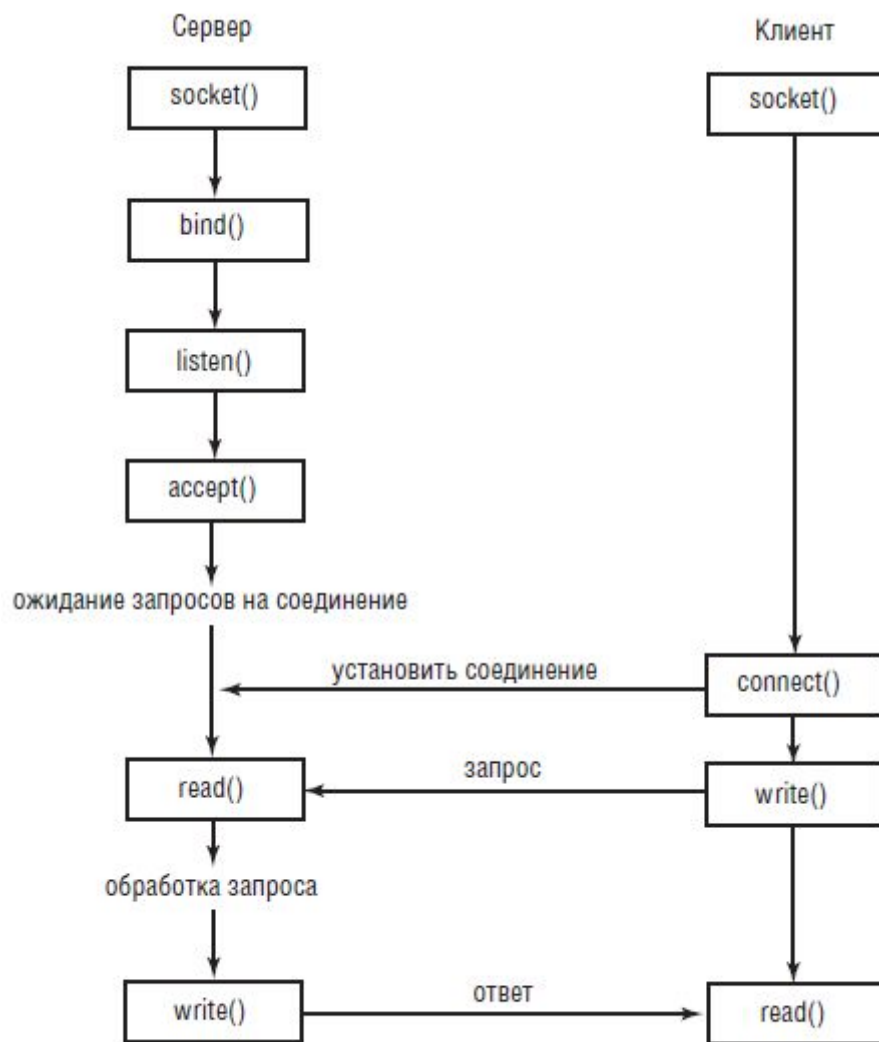 Сервер
Клиент
socket()
socket()
bind()
listen()
accept()
ожидание запросов на соединение
установить соединение
connect()
запрос
read()
write()
обработка запроса
ответ
write()
read()